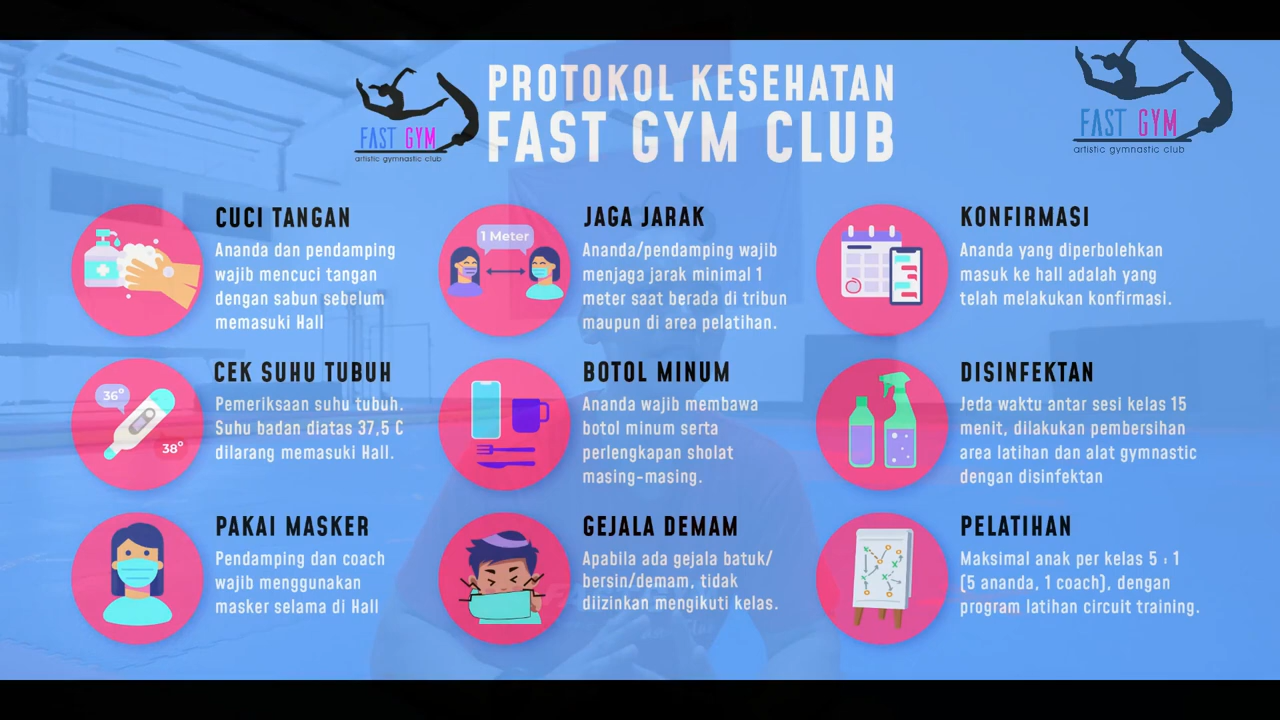 PROTOKOL KESEHATAN
FAST GYM CLUB
FAST GYM
artistic gymnastic club
FAST GYM
artistic gymnastic club
CUCI TANGAN
Ananda dan pendamping
wajib mencuci tangan
dengan sabun sebelum
memasuki Hall
1 Meter
JAGA JARAK
Ananda/pendamping wajib
menjaga jarak minimal 1
meter saat berada di tribun
maupun di area pelatihan.
KONFIRMASI
Ananda yang diperbolehkan
masuk ke hall adalah yang
telah melakukan konfirmasi.
36°
38°
CEK SUHU TUBUH
Pemeriksaan suhu tubuh.
Suhu badan diatas 37,5 C
dilarang memasuki Hall.
BOTOL MINUM
Ananda wajib membawa
botol minum serta
perlengkapan sholat
masing-masing.
DISINFEKTAN
Jeda waktu antar sesi kelas 15
menit, dilakukan pembersihan
area latihan dan alat gymnastic
dengan disinfektan
PAKAI MASKER
Pendamping dan coach
wajib menggunakan
masker selama di Hall
GEJALA DEMAM
Apabila ada gejala batuk/
bersin/demam, tidak
diizinkan mengikuti kelas.
PELATIHAN
Maksimal anak per kelas 5 : 1
(5 ananda, 1 coach), dengan
program latihan circuit training.